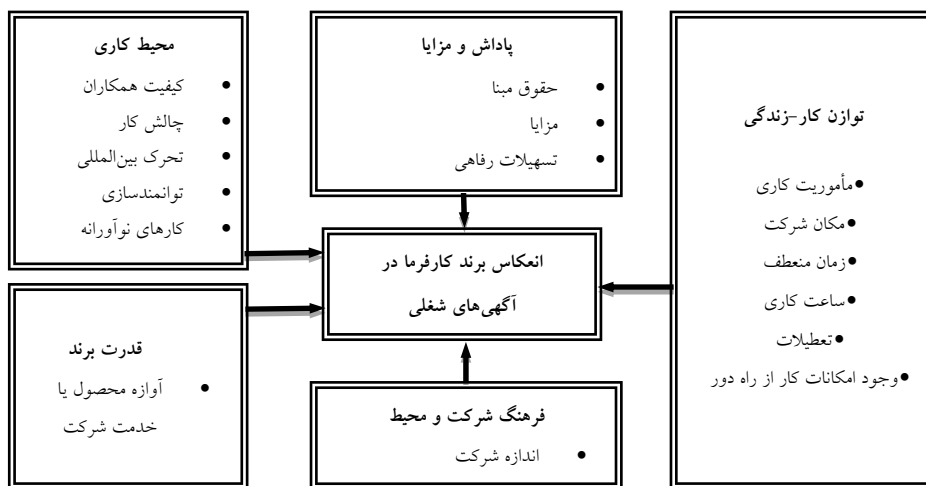 توازن کار–زندگی
●مأموریت کاری
●مکان شرکت
●زمان منعطف
●ساعت کاری
●تعطیلات
●وجود امکانات کار از راه دور
پاداش و مزایا
● حقوق مبنا
● مزایا
● تسهیلات رفاهی
محیط کاری
● کیفیت همکاران
● چالش کار
● تحرک بین‌المللی
● توانمندسازی
● کارهای نوآورانه
انعکاس برند کارفرما در
آگهی‌های شغلی
قدرت برند
● آوازه محصول یا
خدمت شرکت
فرهنگ شرکت و محیط
● اندازه شرکت